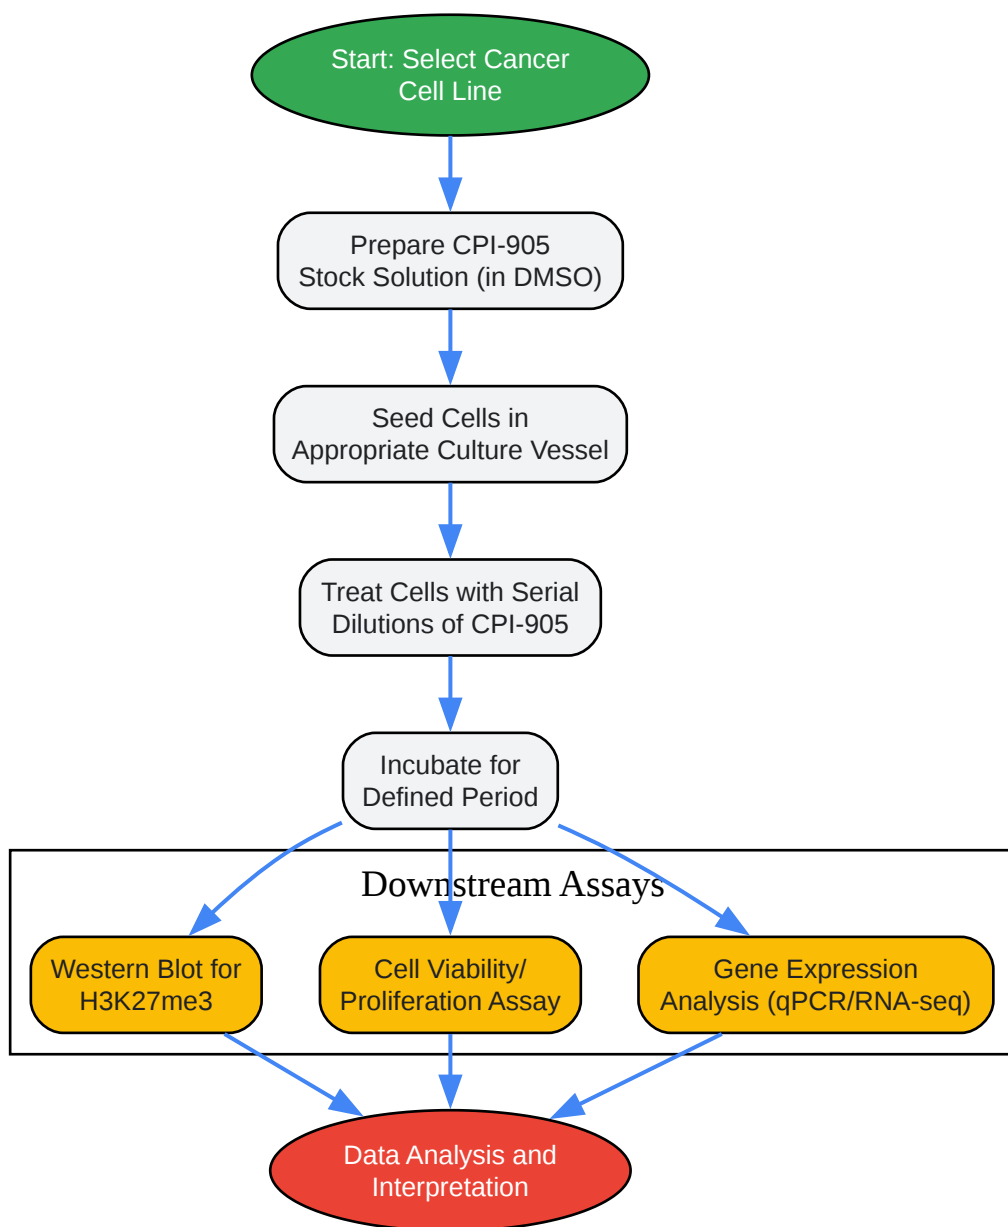 Start: Select Cancer
Cell Line
Prepare CPI-905
Stock Solution (in DMSO)
Seed Cells in
Appropriate Culture Vessel
Treat Cells with Serial
Dilutions of CPI-905
Incubate for
Defined Period
Downstream Assays
Western Blot for
H3K27me3
Cell Viability/
Proliferation Assay
Gene Expression
Analysis (qPCR/RNA-seq)
Data Analysis and
Interpretation